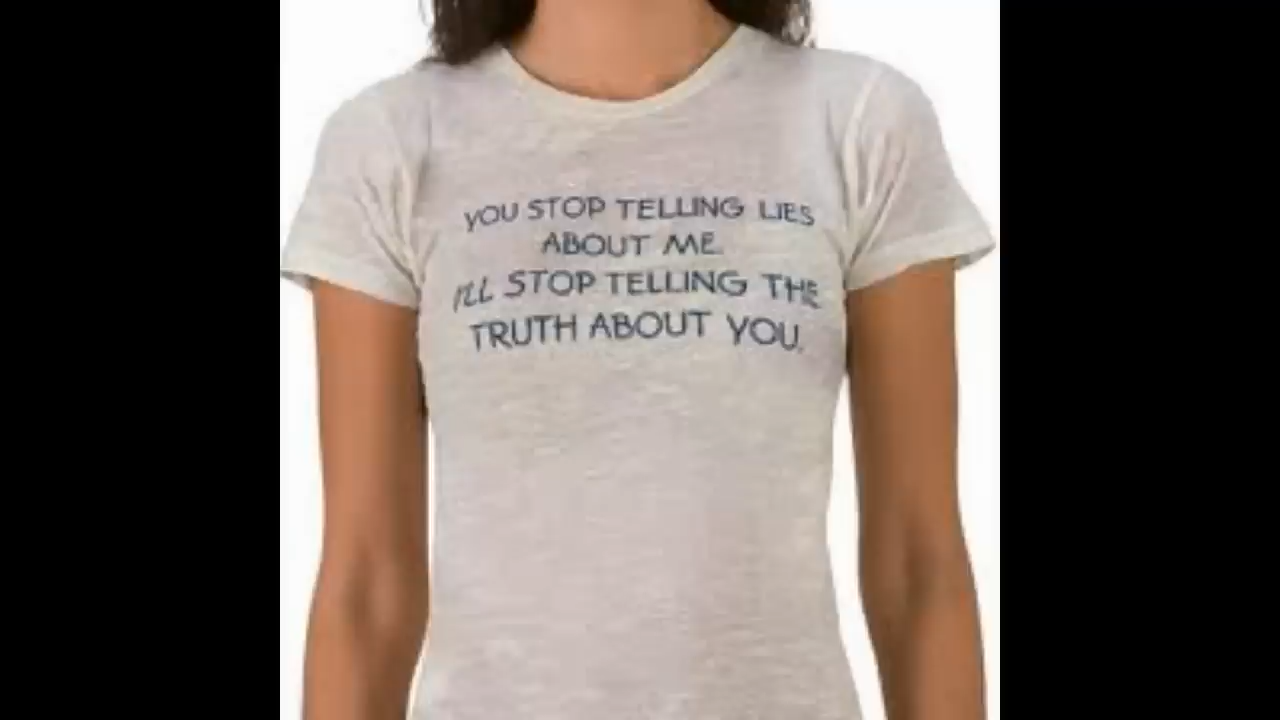 YOU STOP TELLING LIES
ABOUT ME.
I'LL STOP TELLING THE
TRUTH ABOUT YOU.